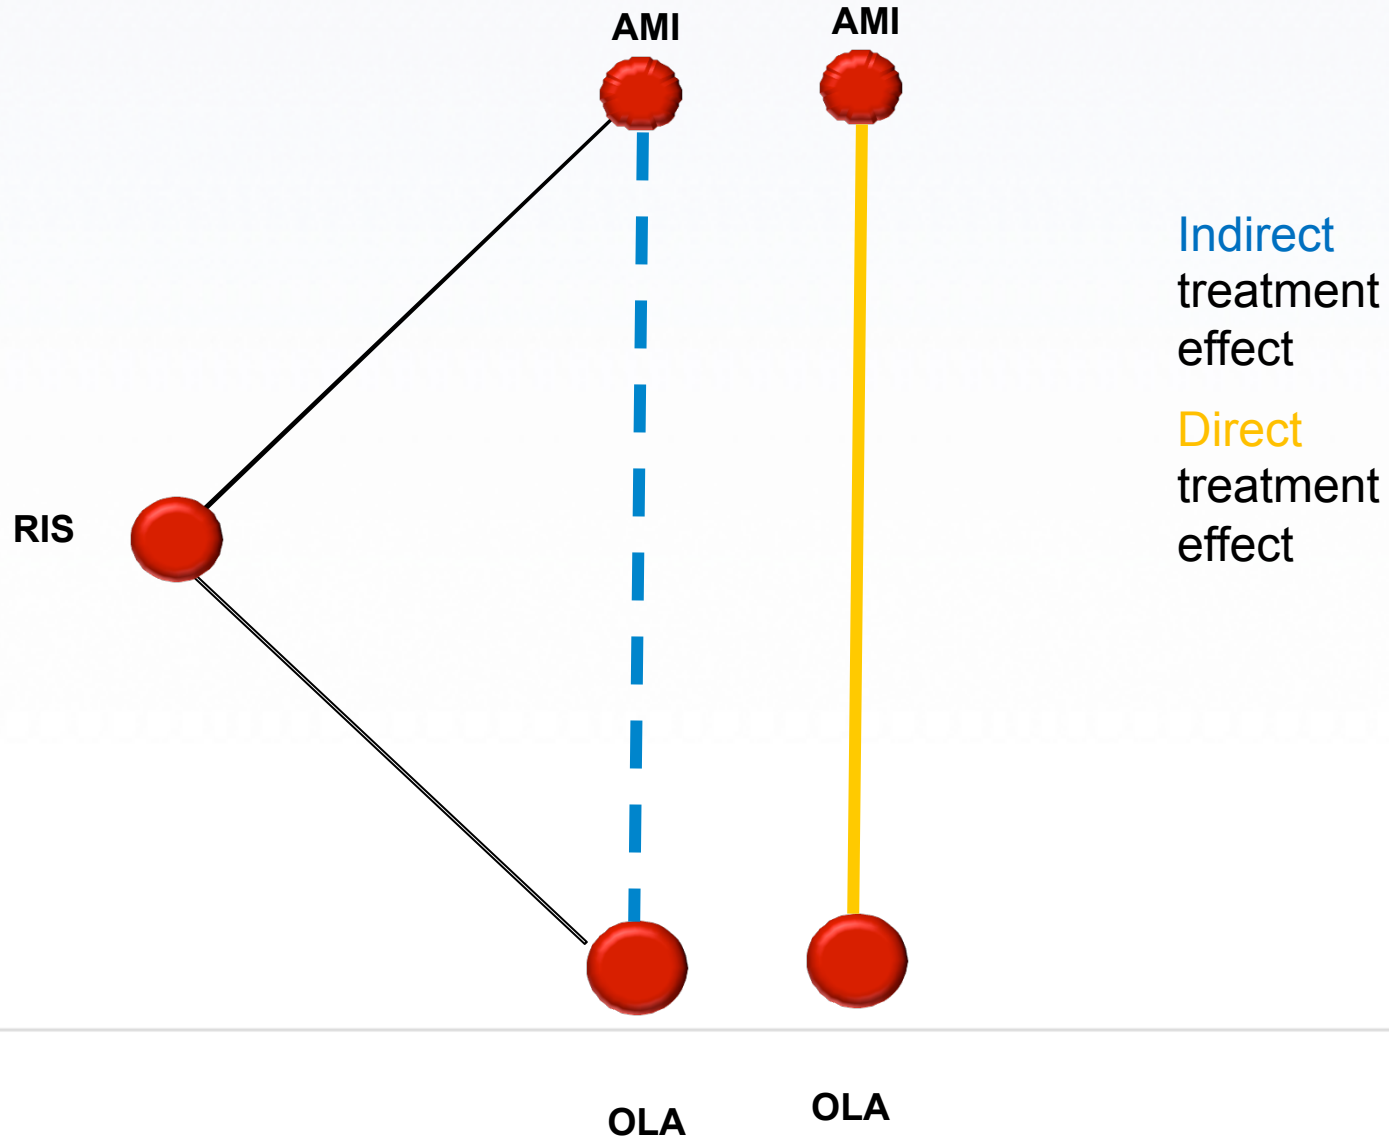 AMI
AMI
Indirect
treatment
effect
Direct
treatment
effect
RIS
OLA
OLA